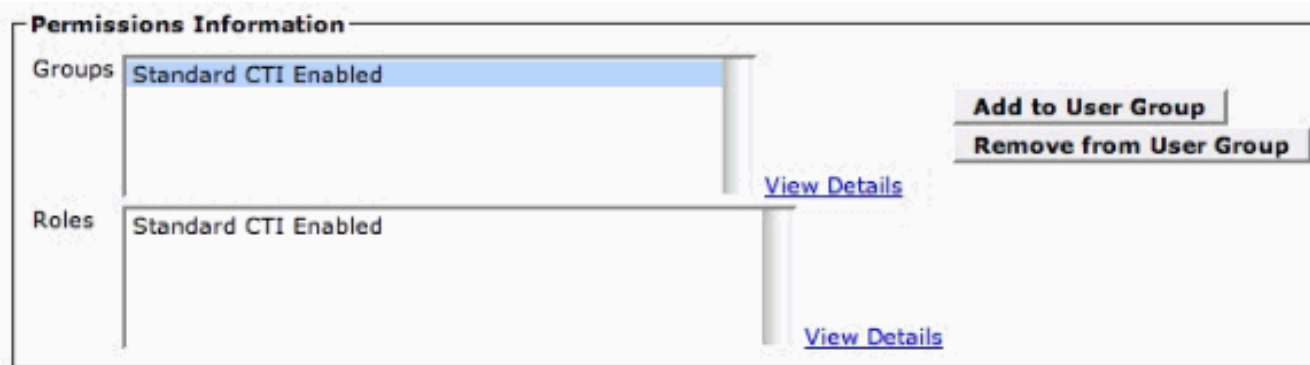 Permissions Information
Groups
Standard CTI Enabled
Add to User Group
Remove from User Group
View Details
Roles
Standard CTI Enabled
View Details